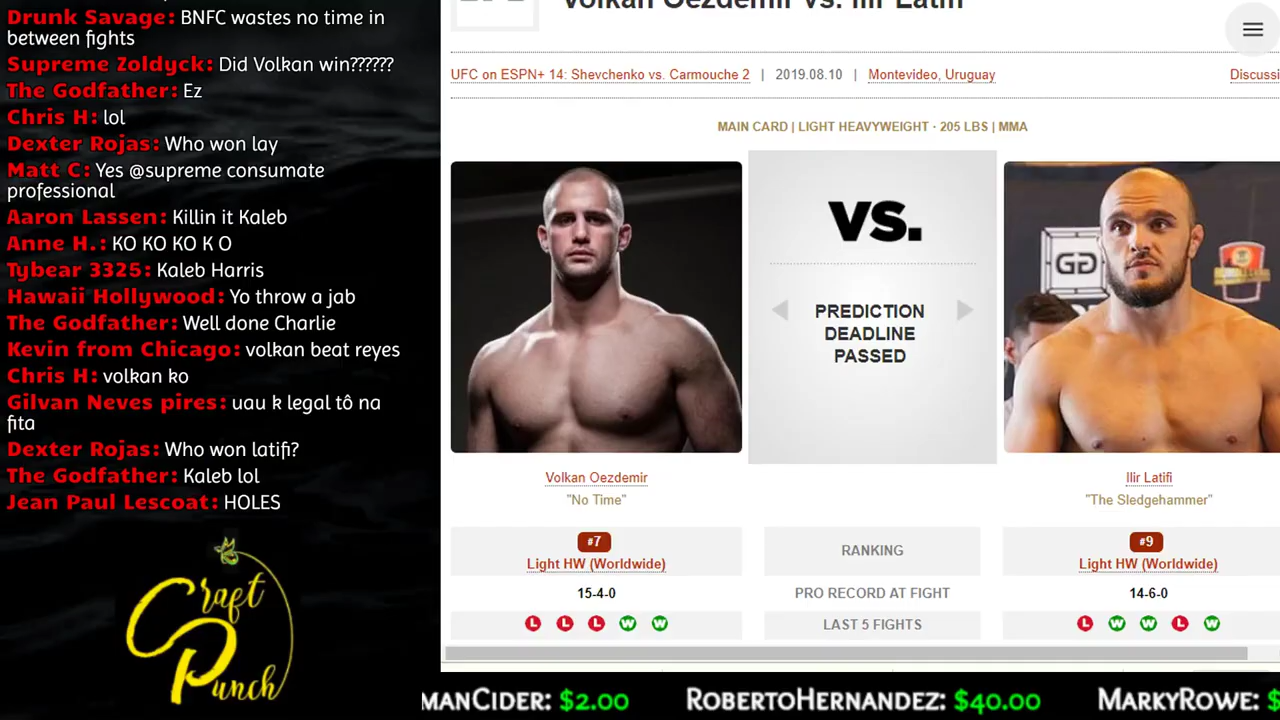 Drunk Savage: BNFC wastes no time in
between fights
Supreme Zoldyck: Did Volkan win??????
The Godfather: Ez
Chris H: lol
Dexter Rojas: Who won lay
Matt C: Yes @supreme consumate
professional
Aaron Lassen: Killin it Kaleb
Anne H.: KO KO KO K O
Tybear 3325: Kaleb Harris
Hawaii Hollywood: Yo throw a jab
The Godfather: Well done Charlie
Kevin from Chicago: volkan beat reyes
Chris H: volkan ko
Gilvan Neves pires: uau k legal tô na
fita
Dexter Rojas: Who won latifi?
The Godfather: Kaleb lol
Jean Paul Lescoat: HOLES
Craft
Punch
Volkan Oezdemir vs. Ilir Latifi
UFC on ESPN+ 14: Shevchenko vs. Carmouche 2 | 2019.08.10 | Montevideo, Uruguay Discussi
MAIN CARD | LIGHT HEAVYWEIGHT · 205 LBS | MMA
VS.
PREDICTION
DEADLINE
PASSED
Volkan Oezdemir Ilir Latifi
"No Time" "The Sledgehammer"
#7 RANKING #9
Light HW (Worldwide) Light HW (Worldwide)
15-4-0 PRO RECORD AT FIGHT 14-6-0
L L L W W LAST 5 FIGHTS L W W L W
MANCIDER: $2.00 ROBERTOHERNANDEZ: $40.00 MARKYROWE: $